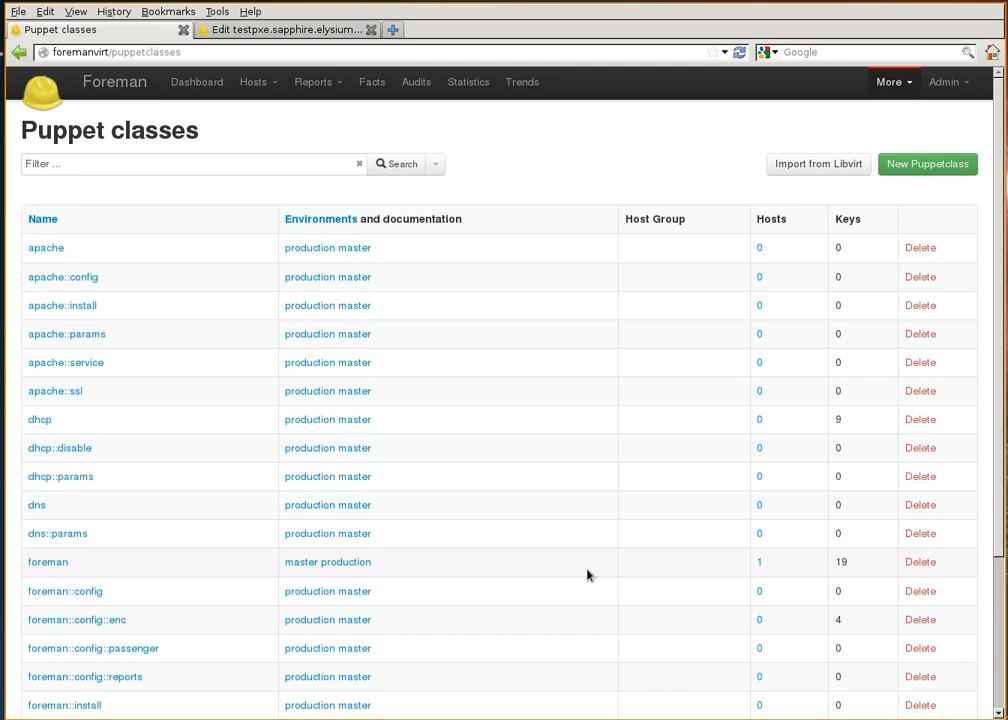 File Edit View History Bookmarks Tools Help
Puppet classes Edit testpxe.sapphire.elysium...
foremanvirt/puppetclasses Google
Foreman Dashboard Hosts Reports Facts Audits Statistics Trends More Admin
Puppet classes
Filter ... Search Import from Libvirt New Puppetclass
Name Environments and documentation Host Group Hosts Keys
apache production master 0 0 Delete
apache::config production master 0 0 Delete
apache::install production master 0 0 Delete
apache::params production master 0 0 Delete
apache::service production master 0 0 Delete
apache::ssl production master 0 0 Delete
dhcp production master 0 9 Delete
dhcp::disable production master 0 0 Delete
dhcp::params production master 0 0 Delete
dns production master 0 0 Delete
dns::params production master 0 0 Delete
foreman master production 1 19 Delete
foreman::config production master 0 0 Delete
foreman::config::enc production master 0 4 Delete
foreman::config::passenger production master 0 0 Delete
foreman::config::reports production master 0 0 Delete
foreman::install production master 0 0 Delete